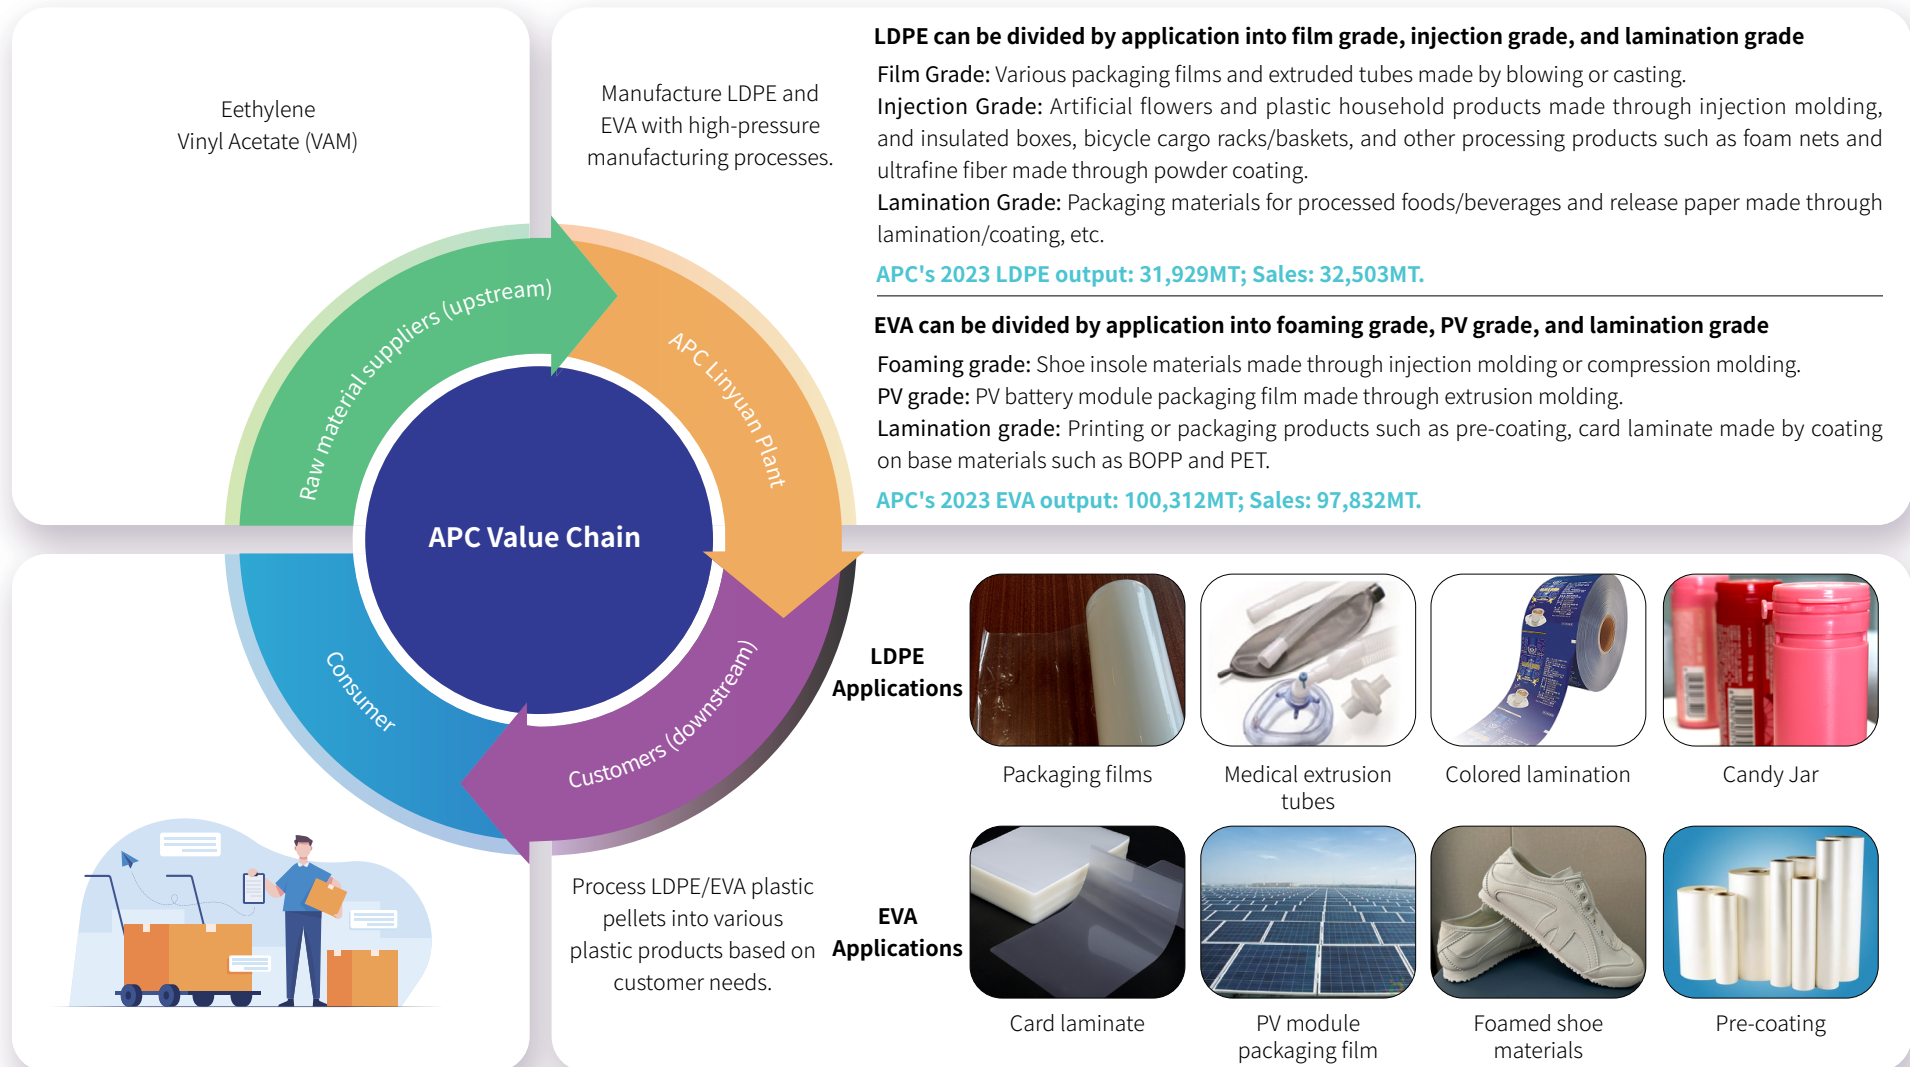 Eethylene
Vinyl Acetate (VAM)
Manufacture LDPE and
EVA with high-pressure
manufacturing processes.
LDPE can be divided by application into film grade, injection grade, and lamination grade
Film Grade: Various packaging films and extruded tubes made by blowing or casting.
Injection Grade: Artificial flowers and plastic household products made through injection molding,
and insulated boxes, bicycle cargo racks/baskets, and other processing products such as foam nets and
ultrafine fiber made through powder coating.
Lamination Grade: Packaging materials for processed foods/beverages and release paper made through
lamination/coating, etc.
APC's 2023 LDPE output: 31,929MT; Sales: 32,503MT.
EVA can be divided by application into foaming grade, PV grade, and lamination grade
Foaming grade: Shoe insole materials made through injection molding or compression molding.
PV grade: PV battery module packaging film made through extrusion molding.
Lamination grade: Printing or packaging products such as pre-coating, card laminate made by coating
on base materials such as BOPP and PET.
APC's 2023 EVA output: 100,312MT; Sales: 97,832MT.
Raw material suppliers (upstream)
APC Linyuan Plant
APC Value Chain
Consumer
Customers (downstream)
LDPE
Applications
Packaging films
Medical extrusion
tubes
Colored lamination
Candy Jar
Process LDPE/EVA plastic
pellets into various
plastic products based on
customer needs.
EVA
Applications
Card laminate
PV module
packaging film
Foamed shoe
materials
Pre-coating